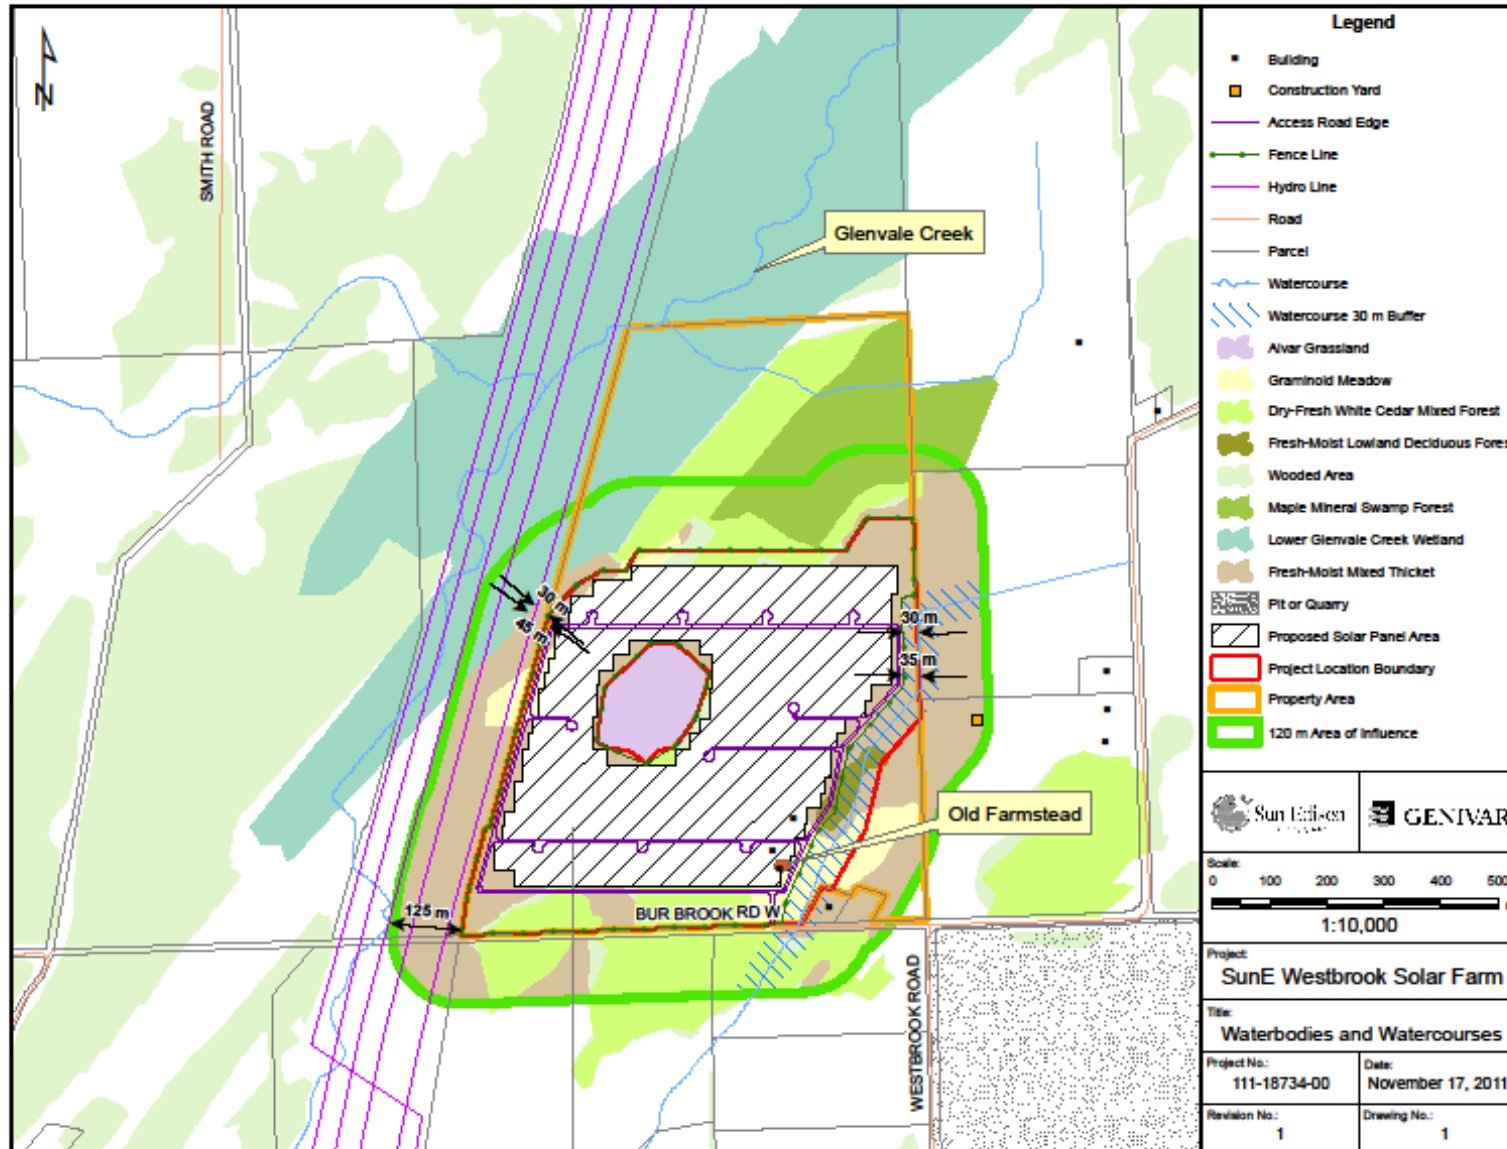 N
SMITH ROAD
Glenvale Creek
30 m
45 m
30 m
35 m
Old Farmstead
125 m
BUR BROOK RD W
WESTBROOK ROAD
Legend
Building
Construction Yard
Access Road Edge
Fence Line
Hydro Line
Road
Parcel
Watercourse
Watercourse 30 m Buffer
Alvar Grassland
Graminoid Meadow
Dry-Fresh White Cedar Mixed Forest
Fresh-Moist Lowland Deciduous Fores
Wooded Area
Maple Mineral Swamp Forest
Lower Glenvale Creek Wetland
Fresh-Moist Mixed Thicket
Pit or Quarry
Proposed Solar Panel Area
Project Location Boundary
Property Area
120 m Area of Influence
Sun Edison
GENIVAR
Scale:
0 100 200 300 400 500
1:10,000
Project:
SunE Westbrook Solar Farm
Title:
Waterbodies and Watercourses
Project No.:
111-18734-00
Date:
November 17, 2011
Revision No.:
1
Drawing No.:
1